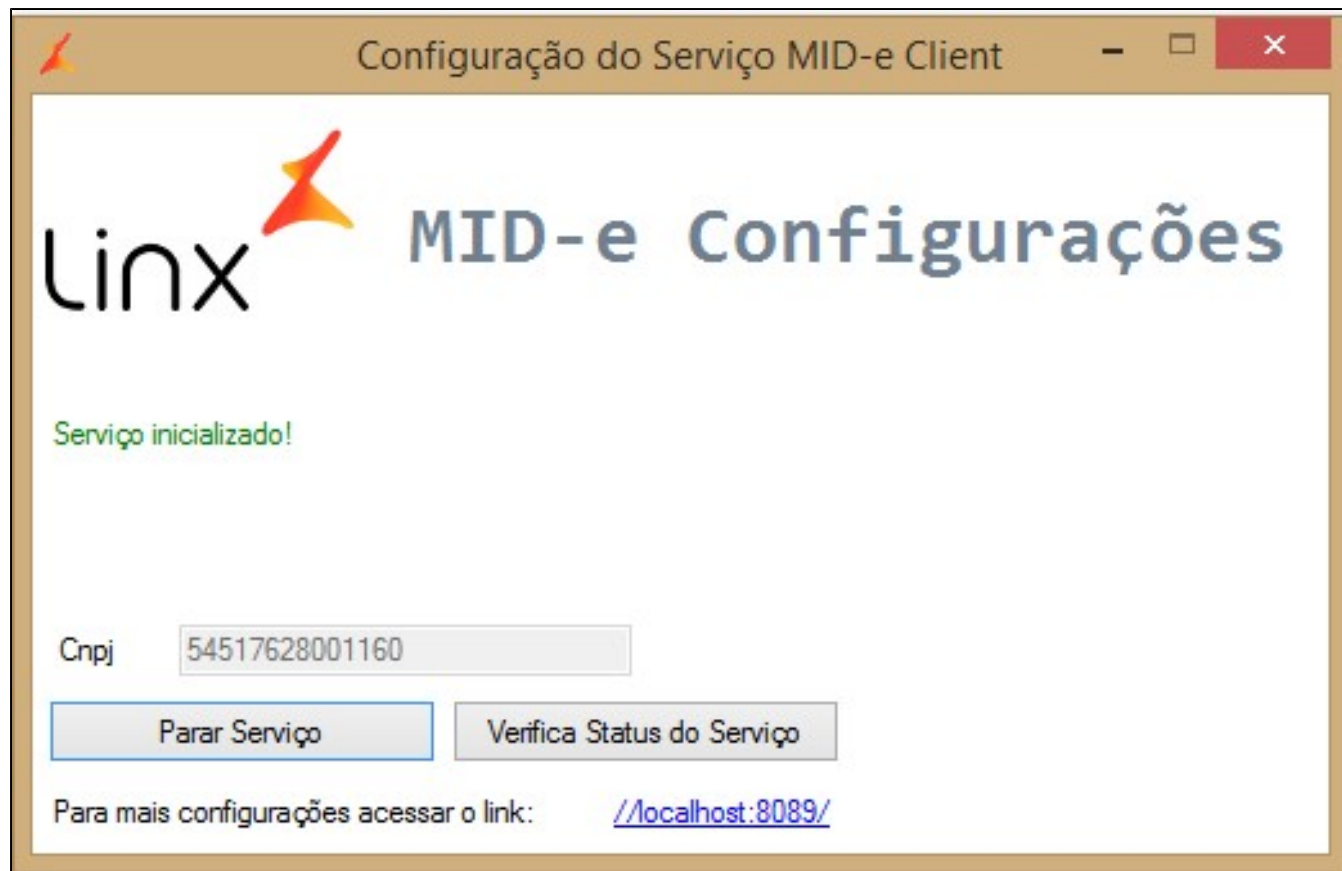 Configuração do Serviço MID-e Client
Linx
MID-e Configurações
Serviço inicializado!
Cnpj 54517628001160
Parar Serviço Verifica Status do Serviço
Para mais configurações acessar o link: //localhost:8089/